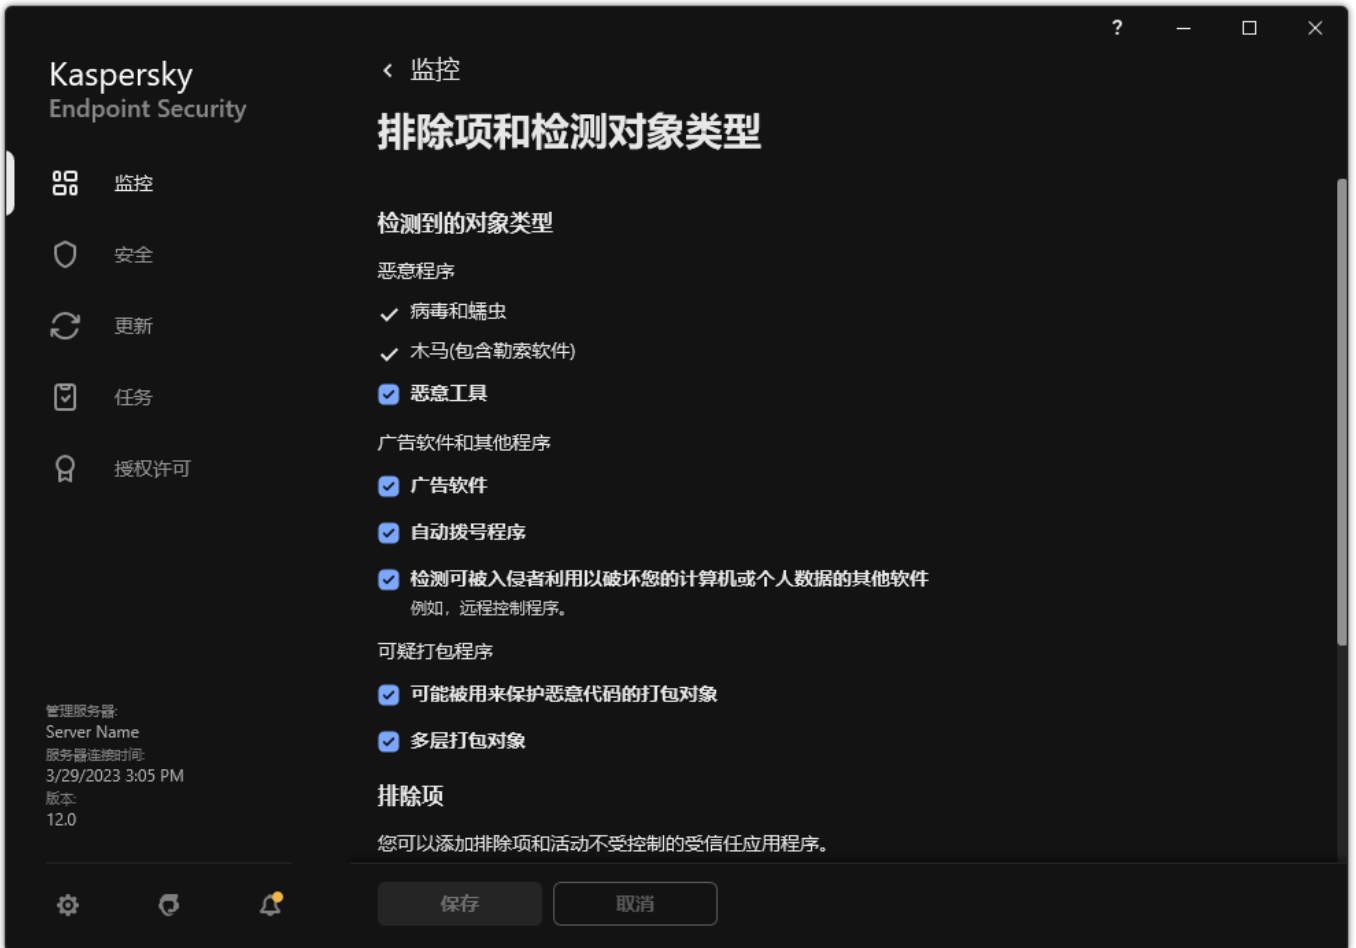 ?
Kaspersky
Endpoint Security
监控
安全
更新
任务
授权许可
管理服务器:
Server Name
服务器连接时间:
3/29/2023 3:05 PM
版本:
12.0
监控
排除项和检测对象类型
检测到的对象类型
恶意程序
病毒和蠕虫
木马(包含勒索软件)
恶意工具
广告软件和其他程序
广告软件
自动拨号程序
检测可被入侵者利用以破坏您的计算机或个人数据的其他软件
例如，远程控制程序。
可疑打包程序
可能被用来保护恶意代码的打包对象
多层打包对象
排除项
您可以添加排除项和活动不受控制的受信任应用程序。
保存
取消